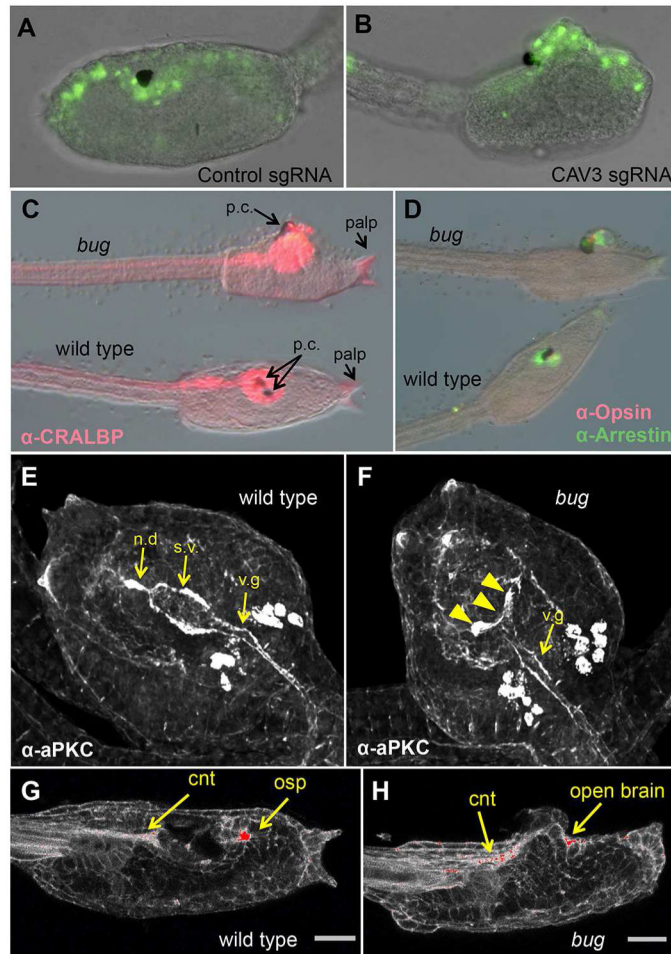 A
Control sgRNA
B
CAV3 sgRNA
C
p.c.
palp
bug
wild type
p.c.
palp
α-CRALBP
D
bug
wild type
α-Opsin
α-Arrestin
E
wild type
n.d
s.v.
v.g
α-aPKC
F
bug
v.g
α-aPKC
G
cnt
osp
wild type
H
cnt
open brain
bug